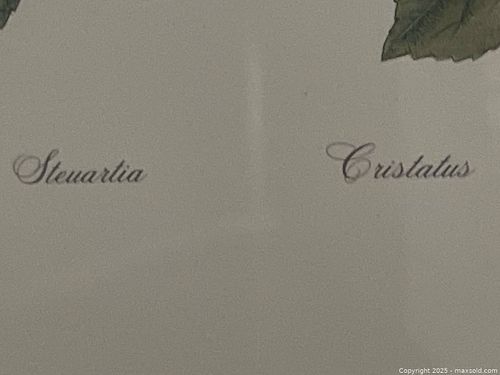 Steuartia Cristatus
Copyright 2025 - maxsold.com